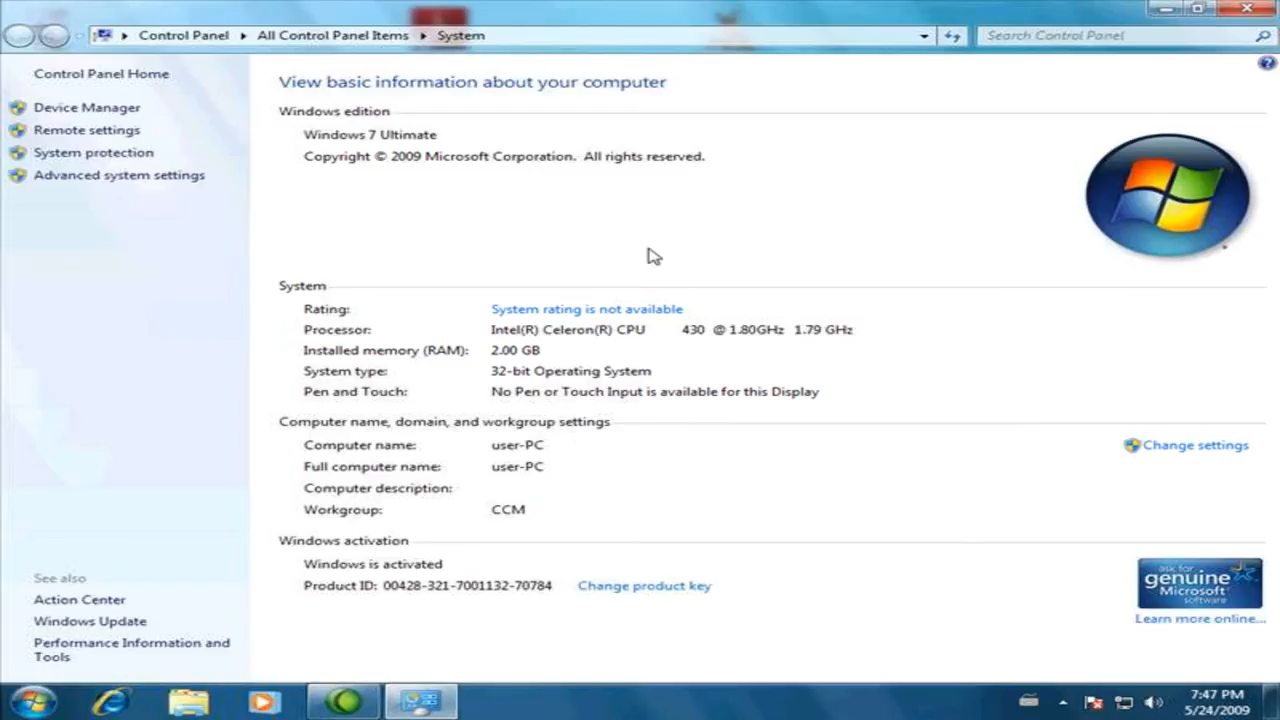 Control Panel ▸ All Control Panel Items ▸ System
Search Control Panel
Control Panel Home
Device Manager
Remote settings
System protection
Advanced system settings
See also
Action Center
Windows Update
Performance Information and
Tools
View basic information about your computer
Windows edition
Windows 7 Ultimate
Copyright © 2009 Microsoft Corporation. All rights reserved.
System
Rating: System rating is not available
Processor: Intel(R) Celeron(R) CPU 430 @ 1.80GHz 1.79 GHz
Installed memory (RAM): 2.00 GB
System type: 32-bit Operating System
Pen and Touch: No Pen or Touch Input is available for this Display
Computer name, domain, and workgroup settings
Computer name: user-PC
Change settings
Full computer name: user-PC
Computer description:
Workgroup: CCM
Windows activation
Windows is activated
Product ID: 00428-321-7001132-70784 Change product key
ask for
genuine
Microsoft
software
Learn more online...
7:47 PM
5/24/2009